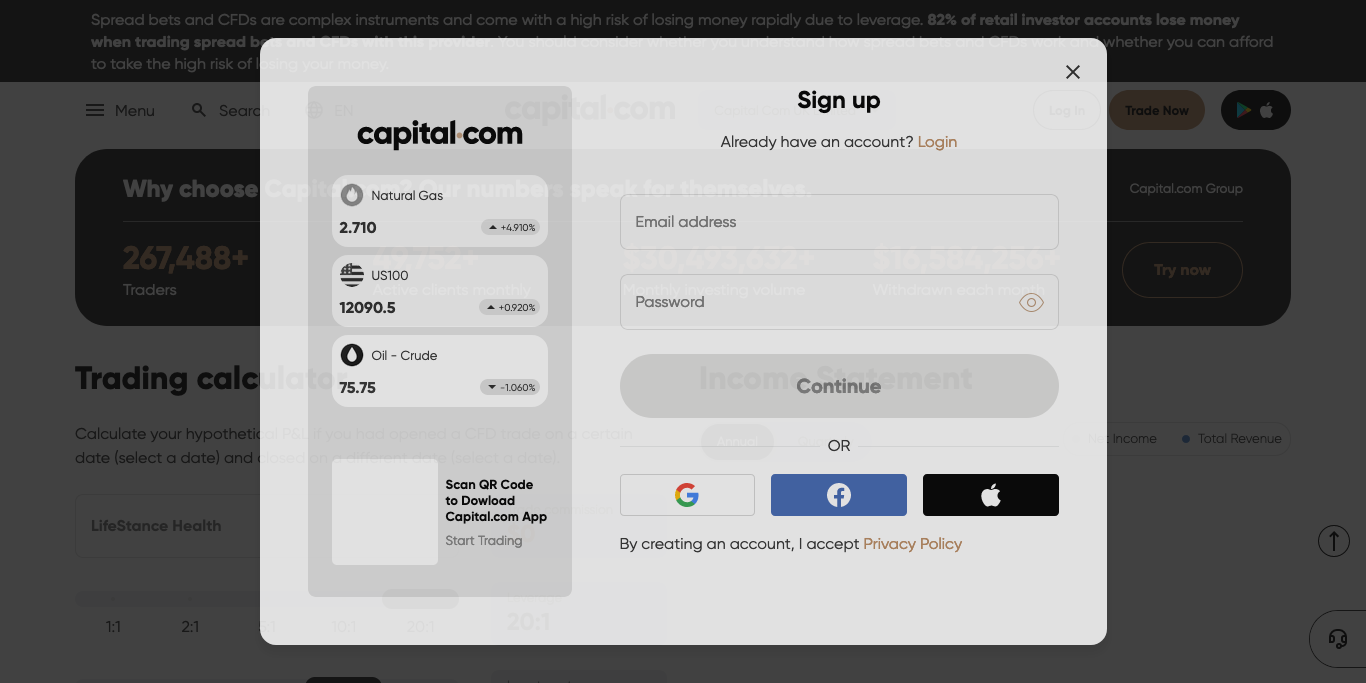 Spread bets and CFDs are complex instruments and come with a high risk of losing money rapidly due to leverage. 82% of retail investor accounts lose money
when trading spread bets and CFDs with this provider. You should consider whether you understand how spread bets and CFDs work and whether you can afford
to take the high risk of losing your money.
Menu
Search
EN
capital.com
Log In
Trade Now
Why choose Capital.com? Our numbers speak for themselves.
Capital.com Group
267,488+
Traders
Active clients monthly
Monthly investing volume
Withdrawn each month
Try now
Trading calculator
Calculate your hypothetical P&L if you had opened a CFD trade on a certain
date (select a date) and closed on a different date (select a date).
LifeStance Health
1:1
2:1
5:1
10:1
20:1
20:1
Income Statement
Annual
Net Income
Total Revenue
capital.com
Natural Gas
2.710
+4.910%
US100
12090.5
+0.920%
Oil - Crude
75.75
-1.060%
Scan QR Code
to Dowload
Capital.com App
Start Trading
Sign up
Already have an account? Login
Email address
Password
Continue
OR
By creating an account, I accept Privacy Policy